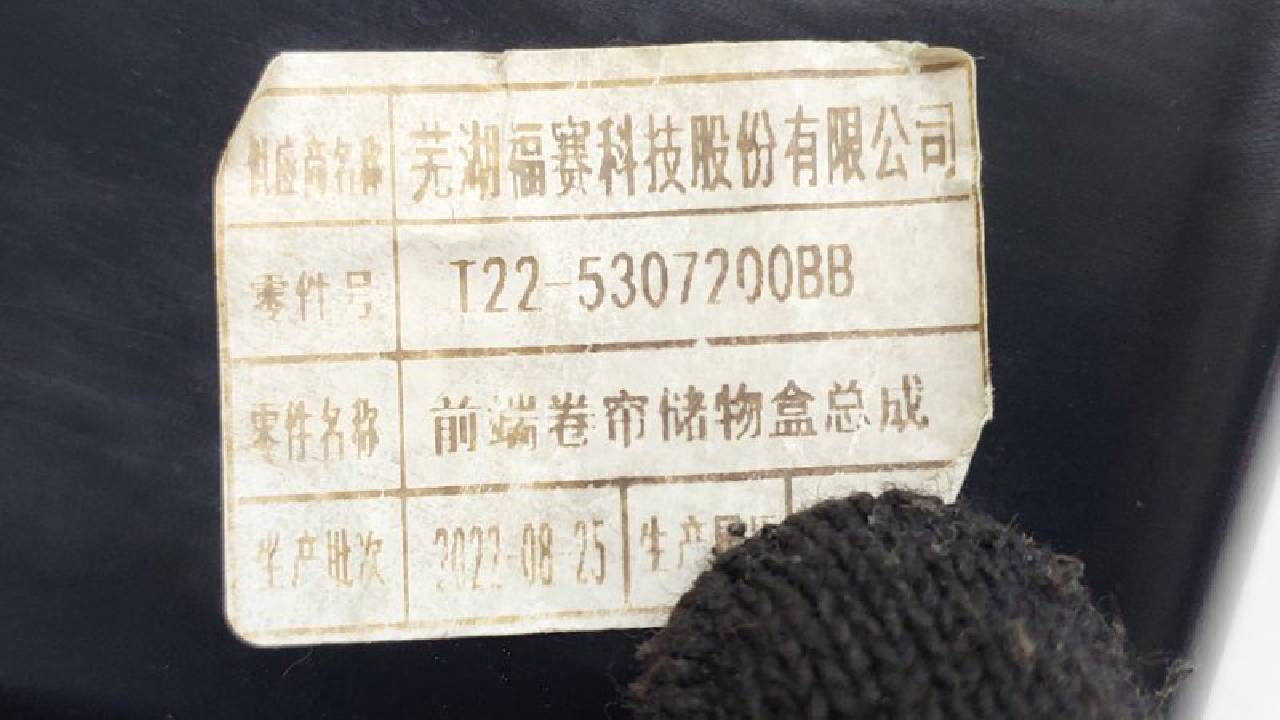 供应商名称 芜湖福赛科技股份有限公司
零件号 T22-5307200BB
零件名称 前端卷帘储物盒总成
生产批次 2022-08-25 生产